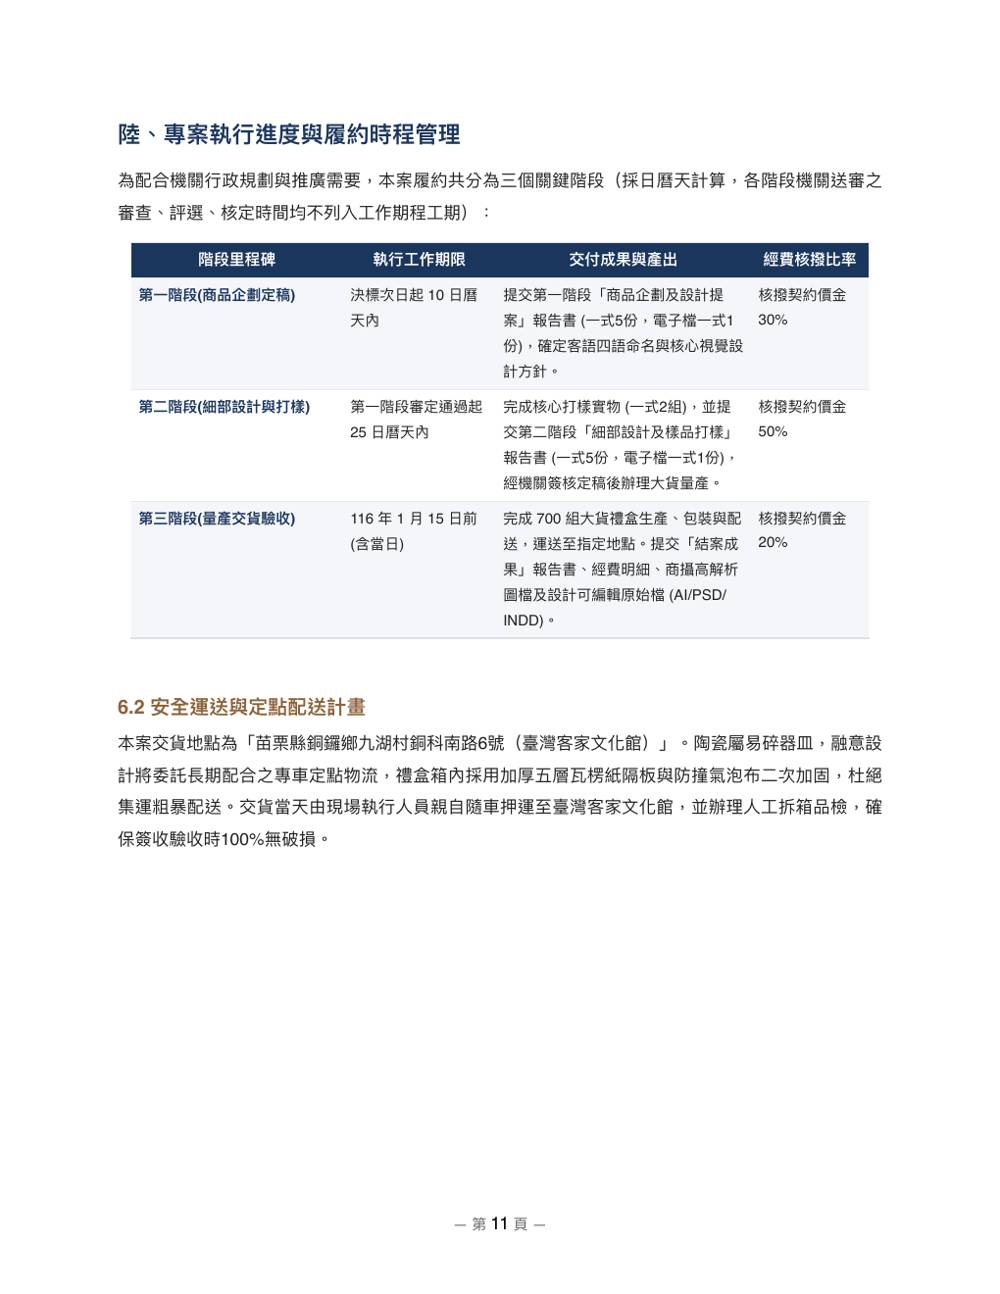 陸、專案執行進度與履約時程管理
為配合機關行政規劃與推廣需要，本案履約共分為三個關鍵階段（採日曆天計算，各階段機關送審之
審查、評選、核定時間均不列入工作期程工期）：
階段里程碑 執行工作期限 交付成果與產出 經費核撥比率
第一階段(商品企劃定稿) 決標次日起 10 日曆 提交第一階段「商品企劃及設計提 核撥契約價金
天內 案」報告書 (一式5份，電子檔一式1 30%
份)，確定客語四語命名與核心視覺設
計方針。
第二階段(細部設計與打樣) 第一階段審定通過起 完成核心打樣實物 (一式2組)，並提 核撥契約價金
25 日曆天內 交第二階段「細部設計及樣品打樣」 50%
報告書 (一式5份，電子檔一式1份)，
經機關簽核定稿後辦理大貨量產。
第三階段(量產交貨驗收) 116 年 1 月 15 日前 完成 700 組大貨禮盒生產、包裝與配 核撥契約價金
(含當日) 送，運送至指定地點。提交「結案成 20%
果」報告書、經費明細、商攝高解析
圖檔及設計可編輯原始檔 (AI/PSD/
INDD)。
6.2 安全運送與定點配送計畫
本案交貨地點為「苗栗縣銅鑼鄉九湖村銅科南路6號（臺灣客家文化館）」。陶瓷屬易碎器皿，融意設
計將委託長期配合之專車定點物流，禮盒箱內採用加厚五層瓦楞紙隔板與防撞氣泡布二次加固，杜絕
集運粗暴配送。交貨當天由現場執行人員親自隨車押運至臺灣客家文化館，並辦理人工拆箱品檢，確
保簽收驗收時100%無破損。
— 第 11 頁 —